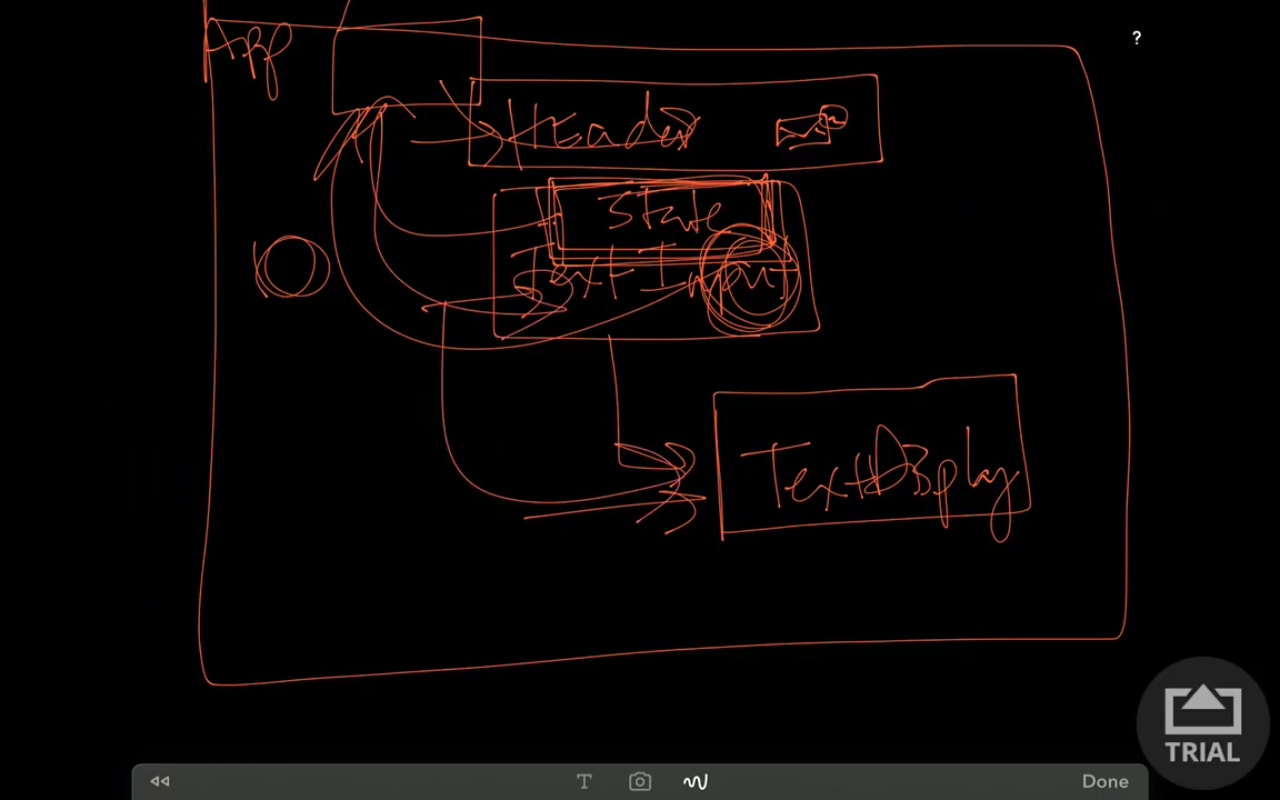 ?
App
Header
State
Text Input
TextDisplay
TRIAL
T
Done